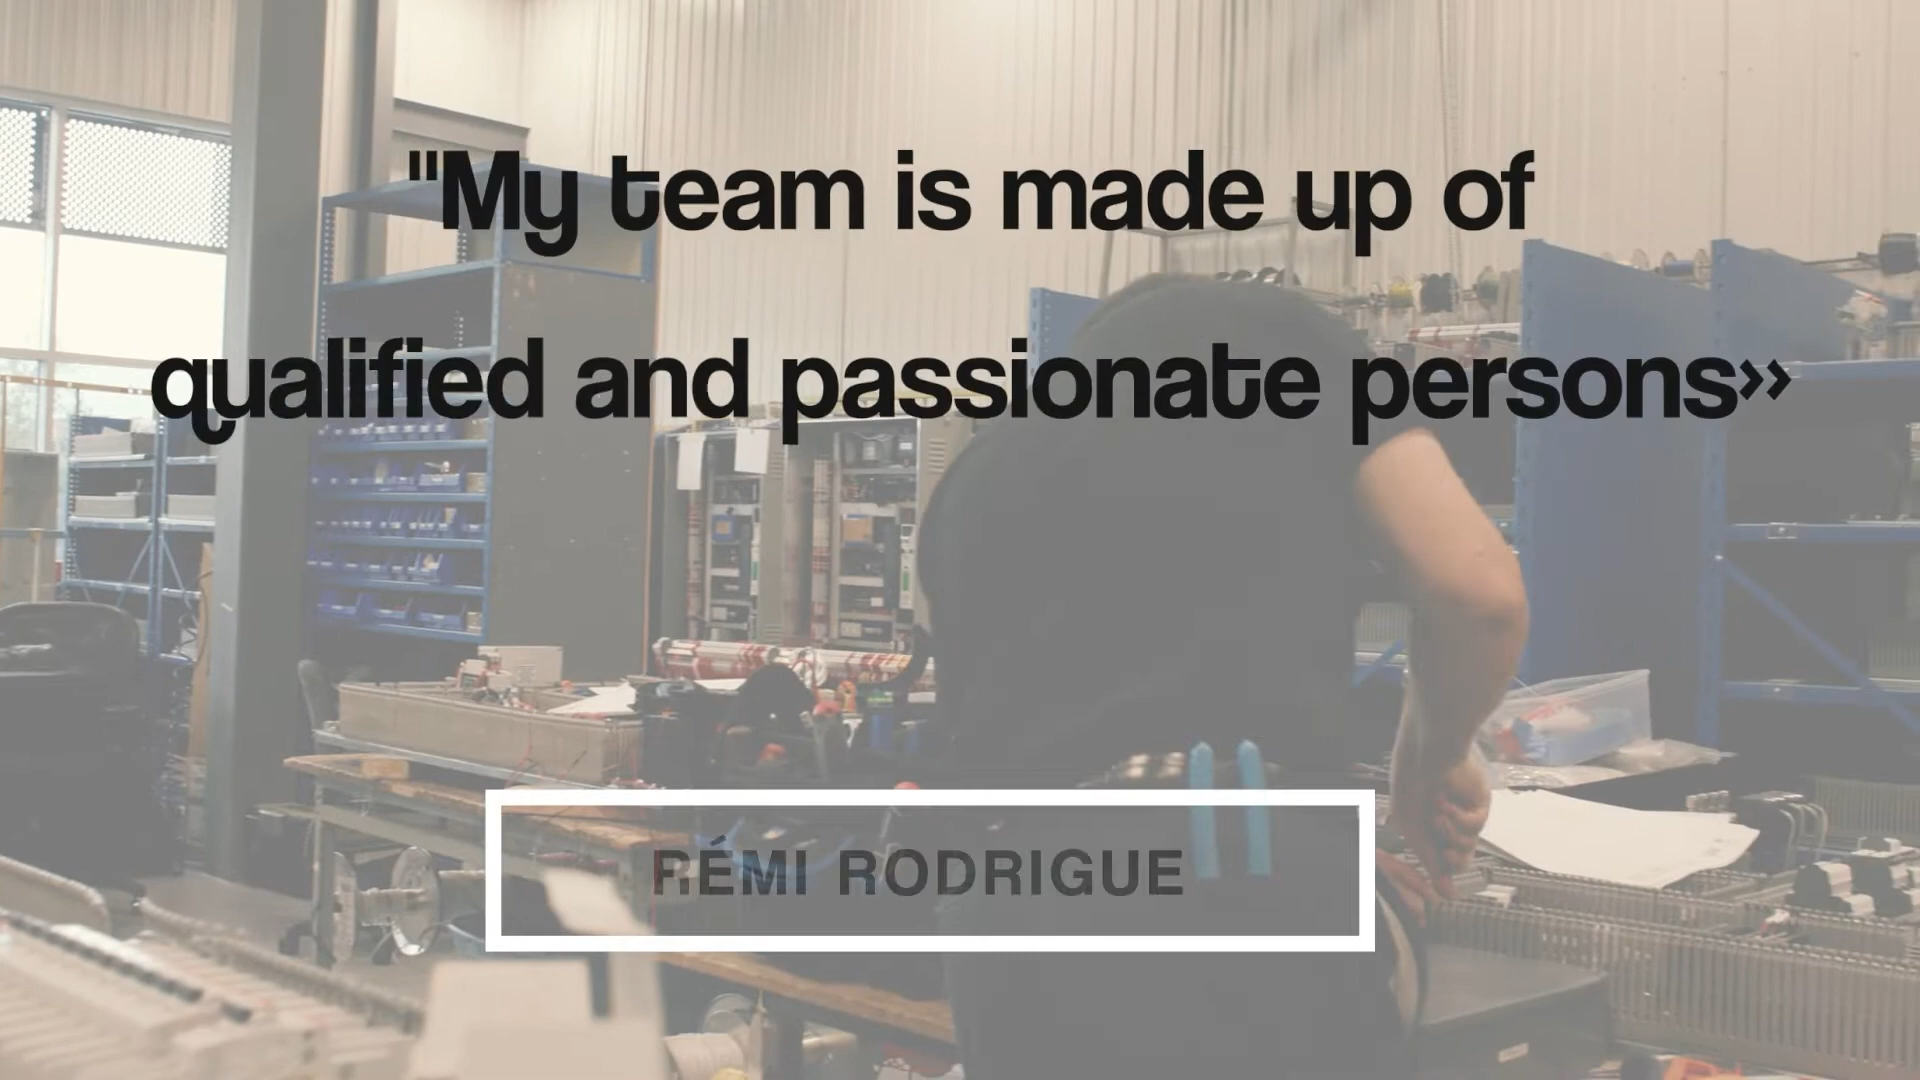 "My team is made up of
qualified and passionate persons»
RÉMI RODRIGUE